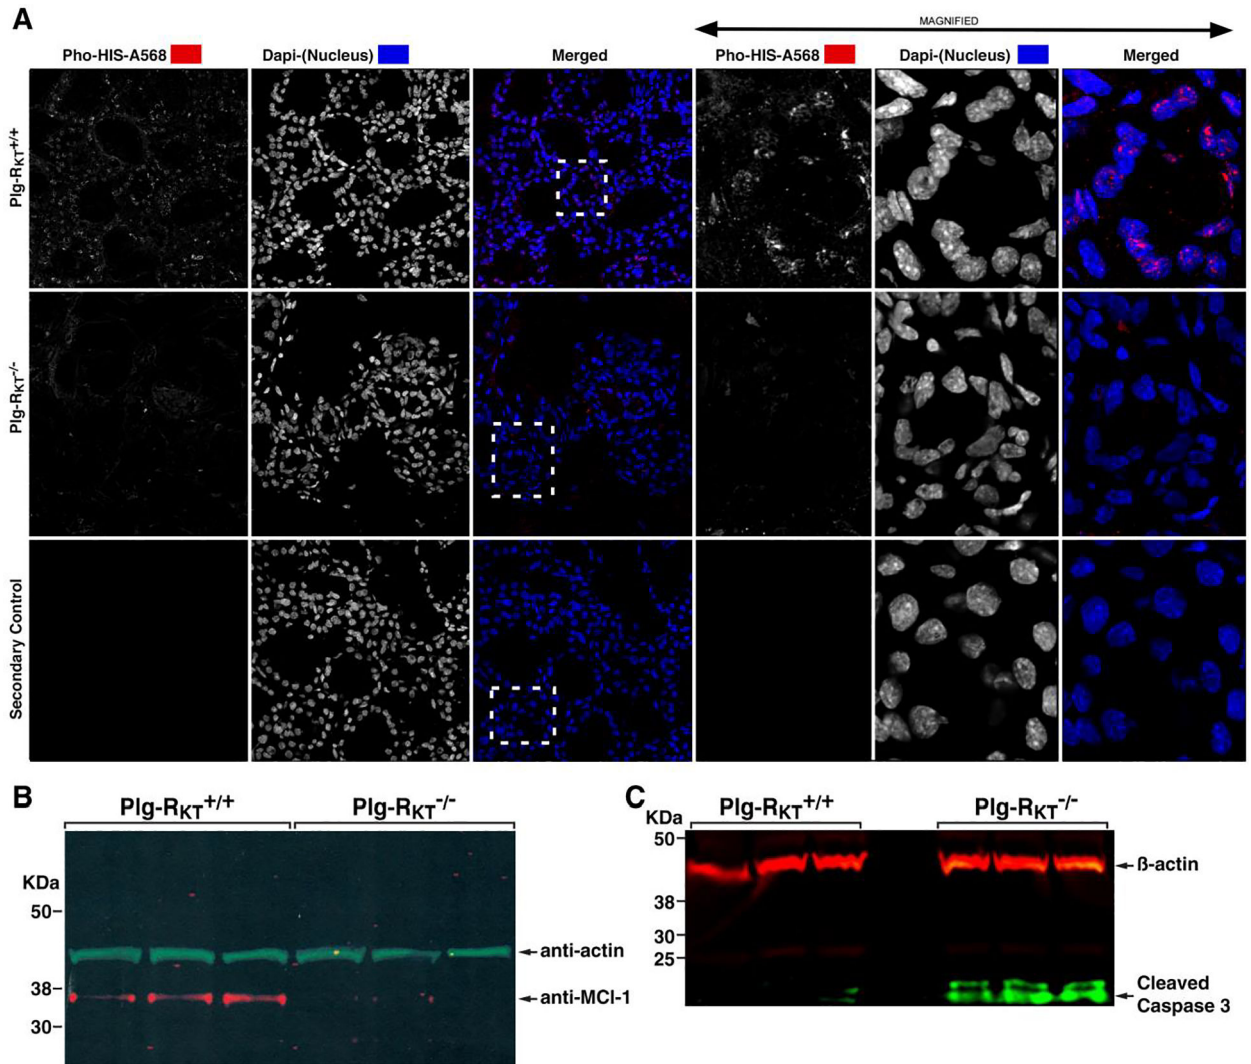 A
MAGNIFIED
Pho-HIS-A568
Dapi-(Nucleus)
Merged
Pho-HIS-A568
Dapi-(Nucleus)
Merged
Plg-RKT+/+
Plg-RKT-/-
Secondary Control
B
Plg-RKT+/+
Plg-RKT-/-
KDa
50
38
30
anti-actin
anti-MCl-1
C
Plg-RKT+/+
Plg-RKT-/-
KDa
50
38
30
25
ß-actin
Cleaved
Caspase 3